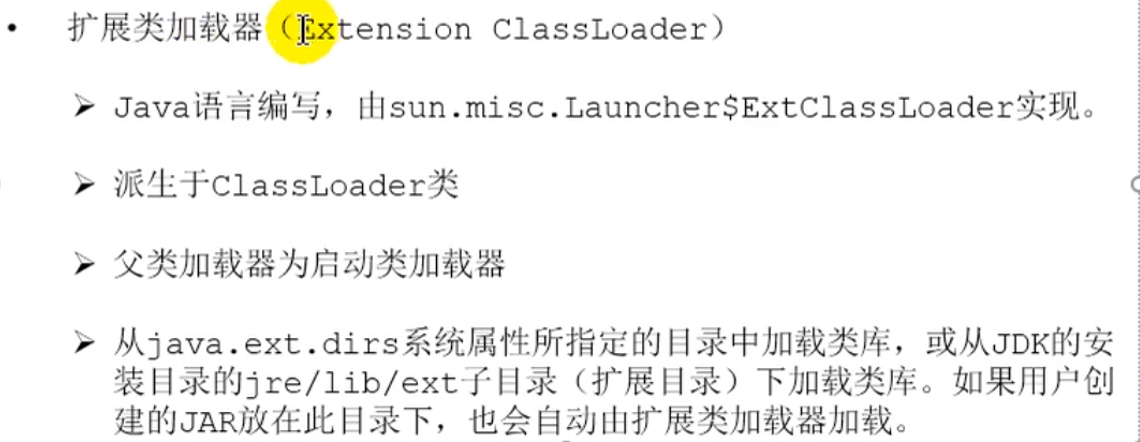 • 扩展类加载器（Extension ClassLoader）
➢ Java语言编写，由sun.misc.Launcher$ExtClassLoader实现。
➢ 派生于ClassLoader类
➢ 父类加载器为启动类加载器
➢ 从java.ext.dirs系统属性所指定的目录中加载类库，或从JDK的安
装目录的jre/lib/ext子目录（扩展目录）下加载类库。如果用户创
建的JAR放在此目录下，也会自动由扩展类加载器加载。